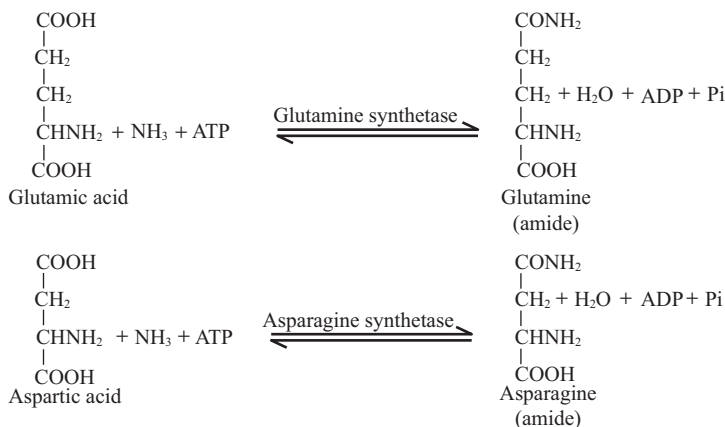 COOH CONH₂
CH₂ CH₂
CH₂ Glutamine synthetase CH₂ + H₂O + ADP + Pi
CHNH₂ + NH₃ + ATP CHNH₂
COOH COOH
Glutamic acid Glutamine
(amide)
COOH CONH₂
CH₂ Asparagine synthetase CH₂ + H₂O + ADP + Pi
CHNH₂ + NH₃ + ATP CHNH₂
COOH COOH
Aspartic acid Asparagine
(amide)